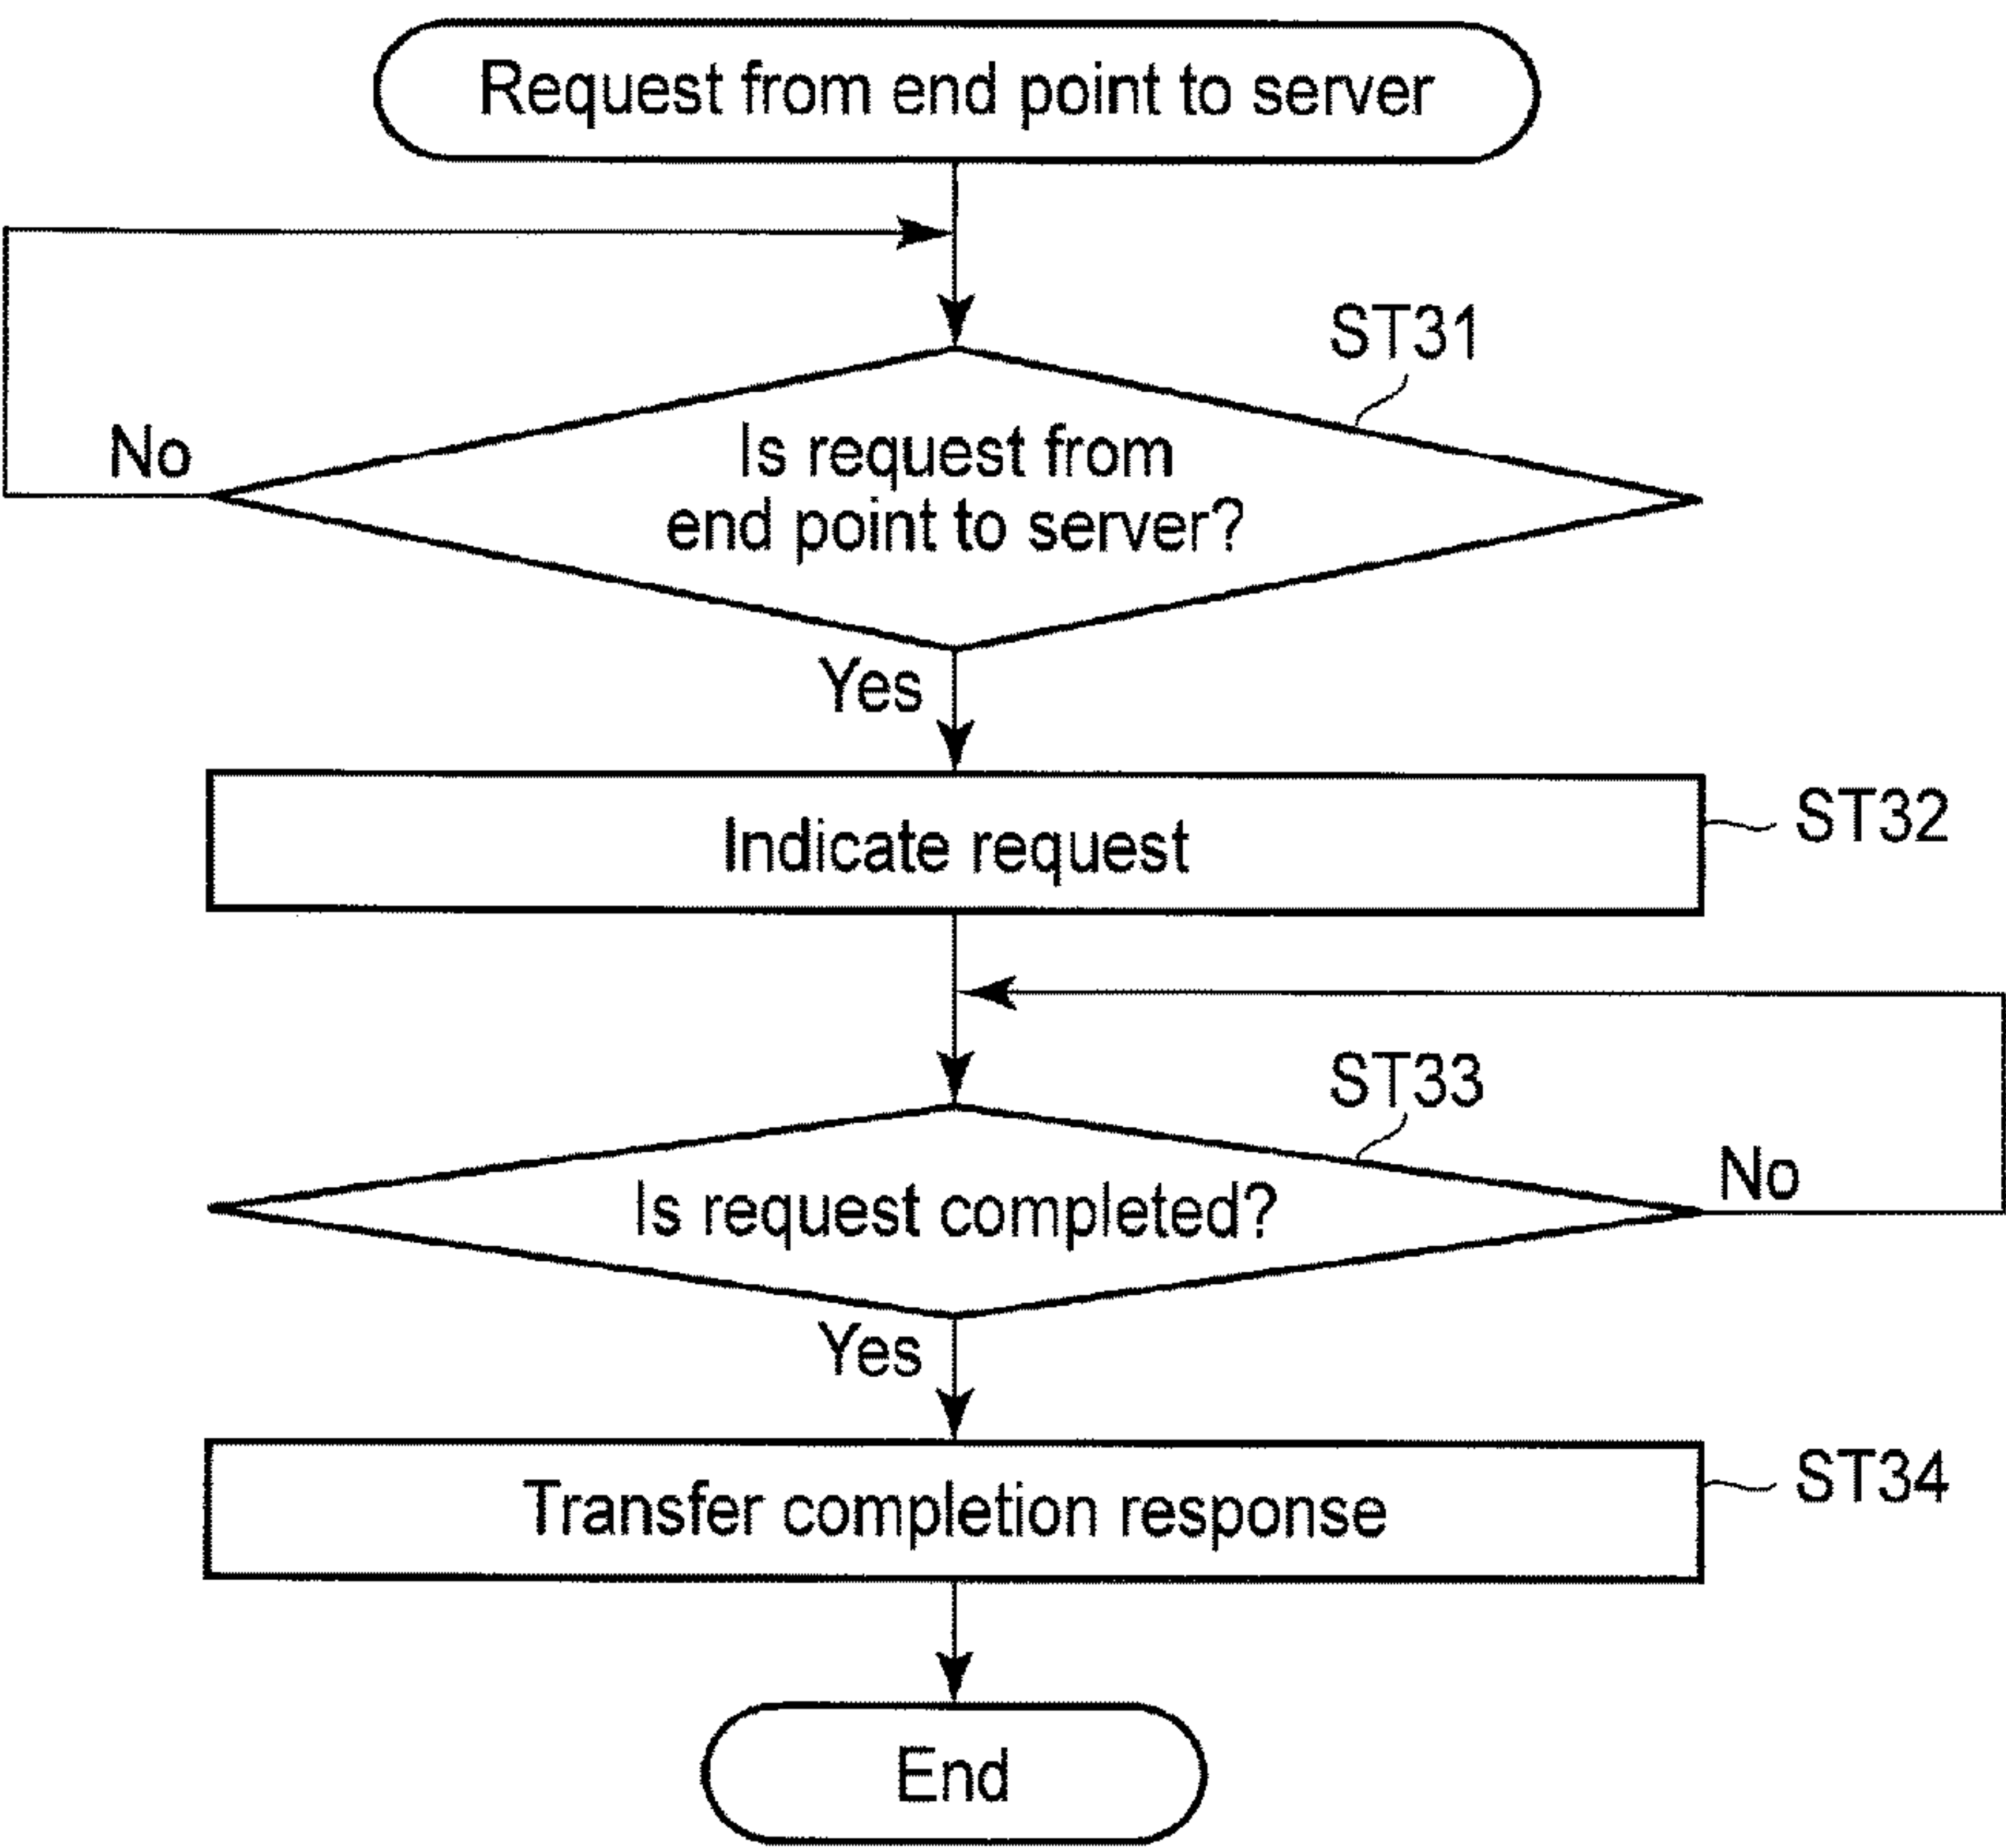 Request from end point to server
ST31
No
Is request from
end point to server?
Yes
Indicate request
ST32
ST33
No
Is request completed?
Yes
Transfer completion response
ST34
End